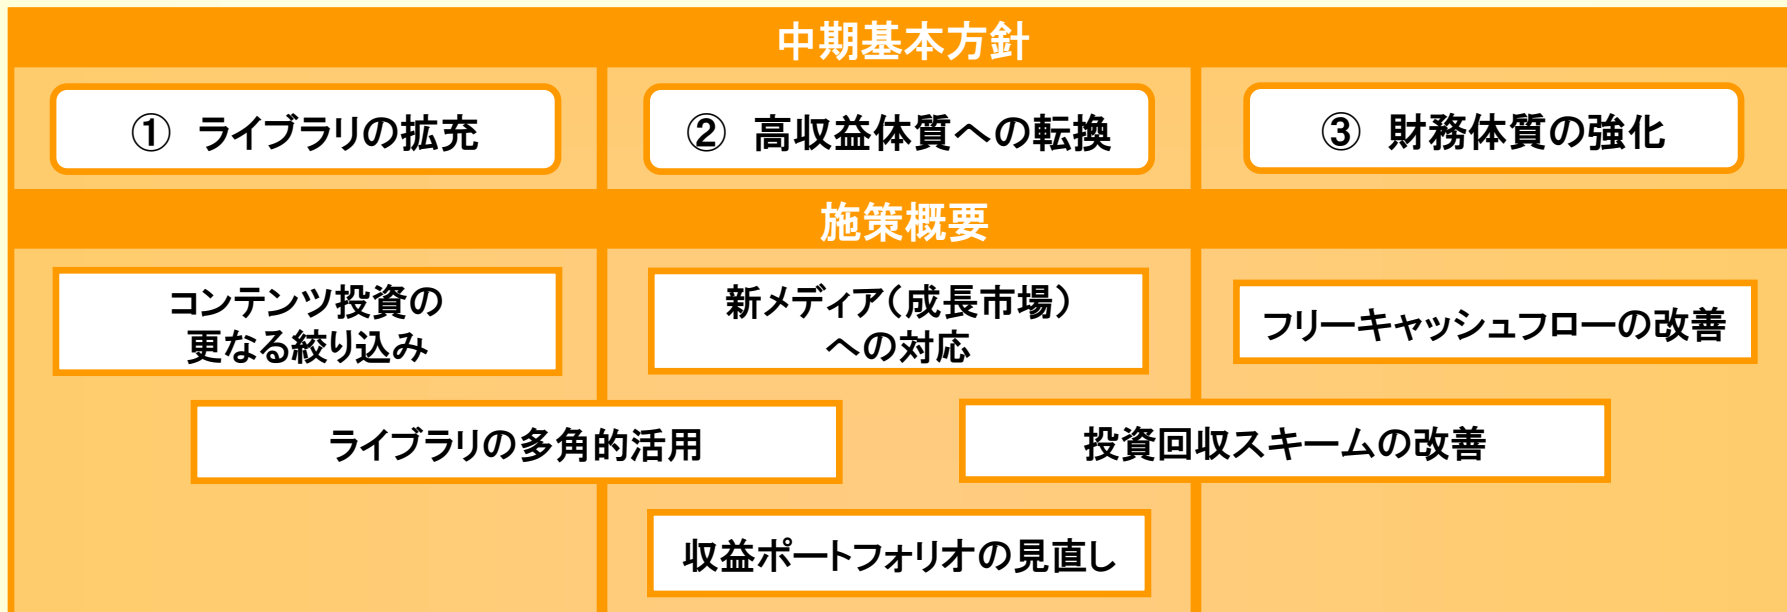 中期基本方針
① ライブラリの拡充
② 高収益体質への転換
③ 財務体質の強化
施策概要
コンテンツ投資の
更なる絞り込み
新メディア(成長市場)
への対応
フリーキャッシュフローの改善
ライブラリの多角的活用
投資回収スキームの改善
収益ポートフォリオの見直し